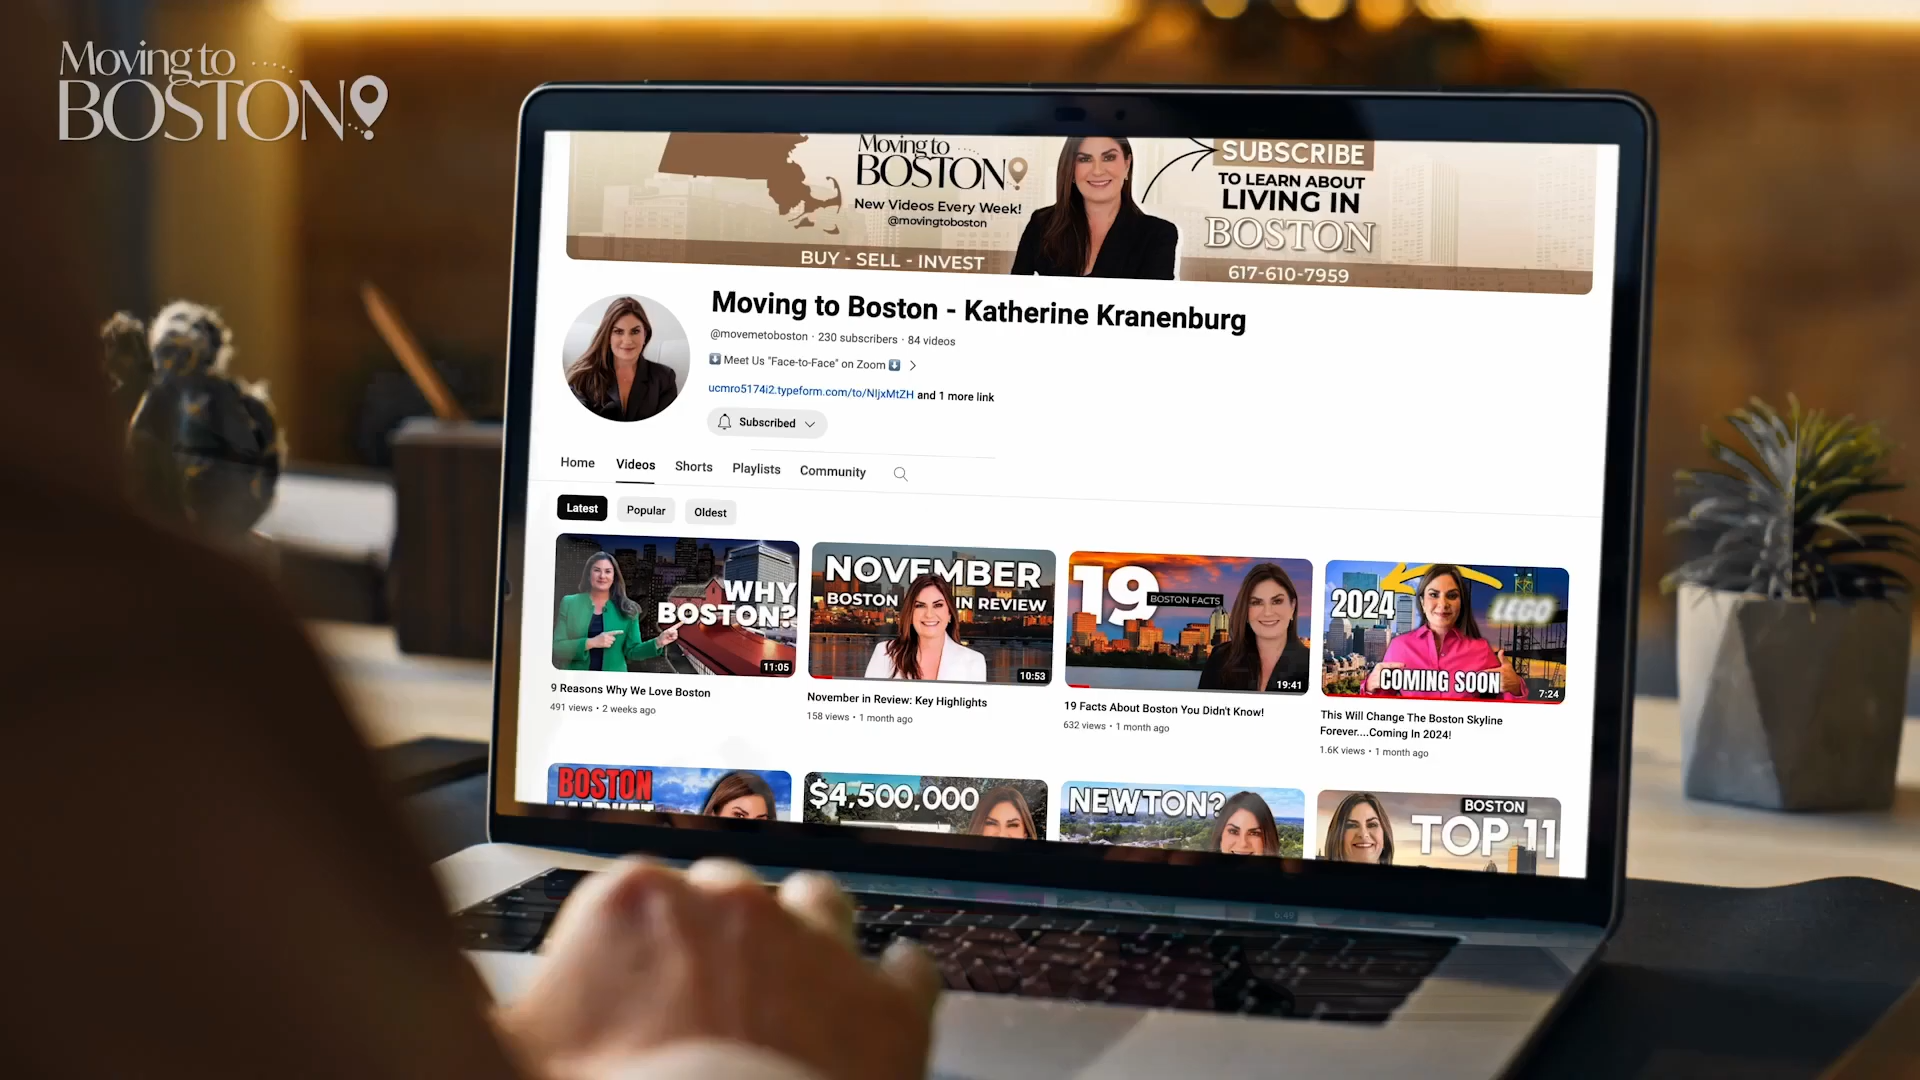 Moving to
BOSTON
Moving to
BOSTON
New Videos Every Week!
@movingtoboston
BUY - SELL - INVEST
SUBSCRIBE
TO LEARN ABOUT
LIVING IN
BOSTON
617-610-7959
Moving to Boston - Katherine Kranenburg
@movemetoboston · 230 subscribers · 84 videos
Meet Us "Face-to-Face" on Zoom
ucmro5174i2.typeform.com/to/NIjxMtZH and 1 more link
Subscribed
Home Videos Shorts Playlists Community
Latest Popular Oldest
WHY
BOSTON?
11:05
NOVEMBER
BOSTON IN REVIEW
10:53
19 BOSTON FACTS
19:41
2024 LEGO
COMING SOON
7:24
9 Reasons Why We Love Boston
491 views • 2 weeks ago
November in Review: Key Highlights
158 views • 1 month ago
19 Facts About Boston You Didn't Know!
632 views • 1 month ago
This Will Change The Boston Skyline
Forever....Coming In 2024!
1.6K views • 1 month ago
BOSTON
MARKET
$4,500,000
NEWTON?
BOSTON
TOP 11
6:49